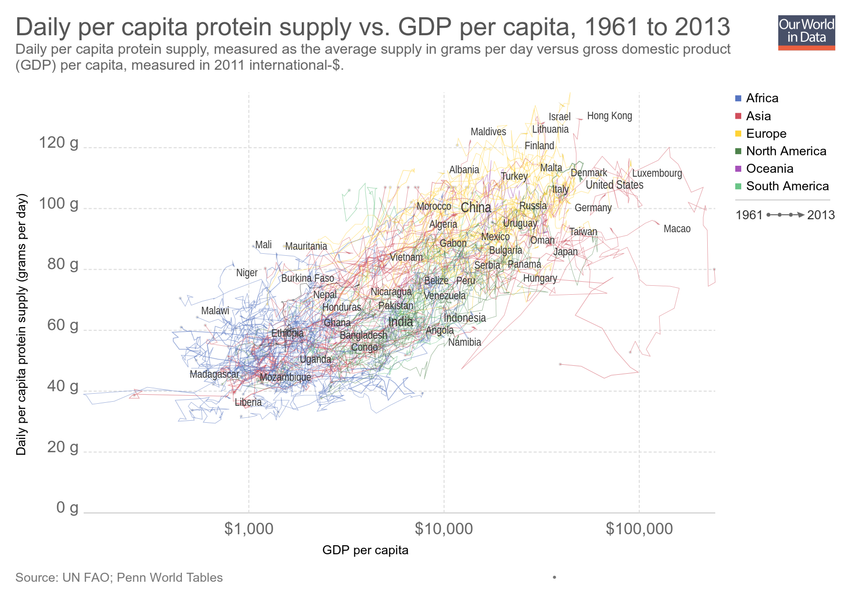 Daily per capita protein supply vs. GDP per capita, 1961 to 2013
Daily per capita protein supply, measured as the average supply in grams per day versus gross domestic product
(GDP) per capita, measured in 2011 international-$.
Our World
in Data
Africa
Asia
Europe
North America
Oceania
South America
1961 2013
Daily per capita protein supply (grams per day)
120 g
100 g
80 g
60 g
40 g
20 g
0 g
Israel
Hong Kong
Maldives
Lithuania
Finland
Albania
Turkey
Malta
Denmark
Luxembourg
United States
Italy
Morocco
China
Russia
Germany
Algeria
Uruguay
Taiwan
Macao
Mali
Mauritania
Gabon
Mexico
Oman
Bulgaria
Japan
Vietnam
Niger
Burkina Faso
Serbia
Panama
Belize
Peru
Hungary
Nepal
Nicaragua
Venezuela
Malawi
Honduras
Pakistan
Ghana
India
Indonesia
Ethiopia
Bangladesh
Angola
Congo
Namibia
Uganda
Madagascar
Mozambique
Liberia
$1,000
$10,000
$100,000
GDP per capita
Source: UN FAO; Penn World Tables